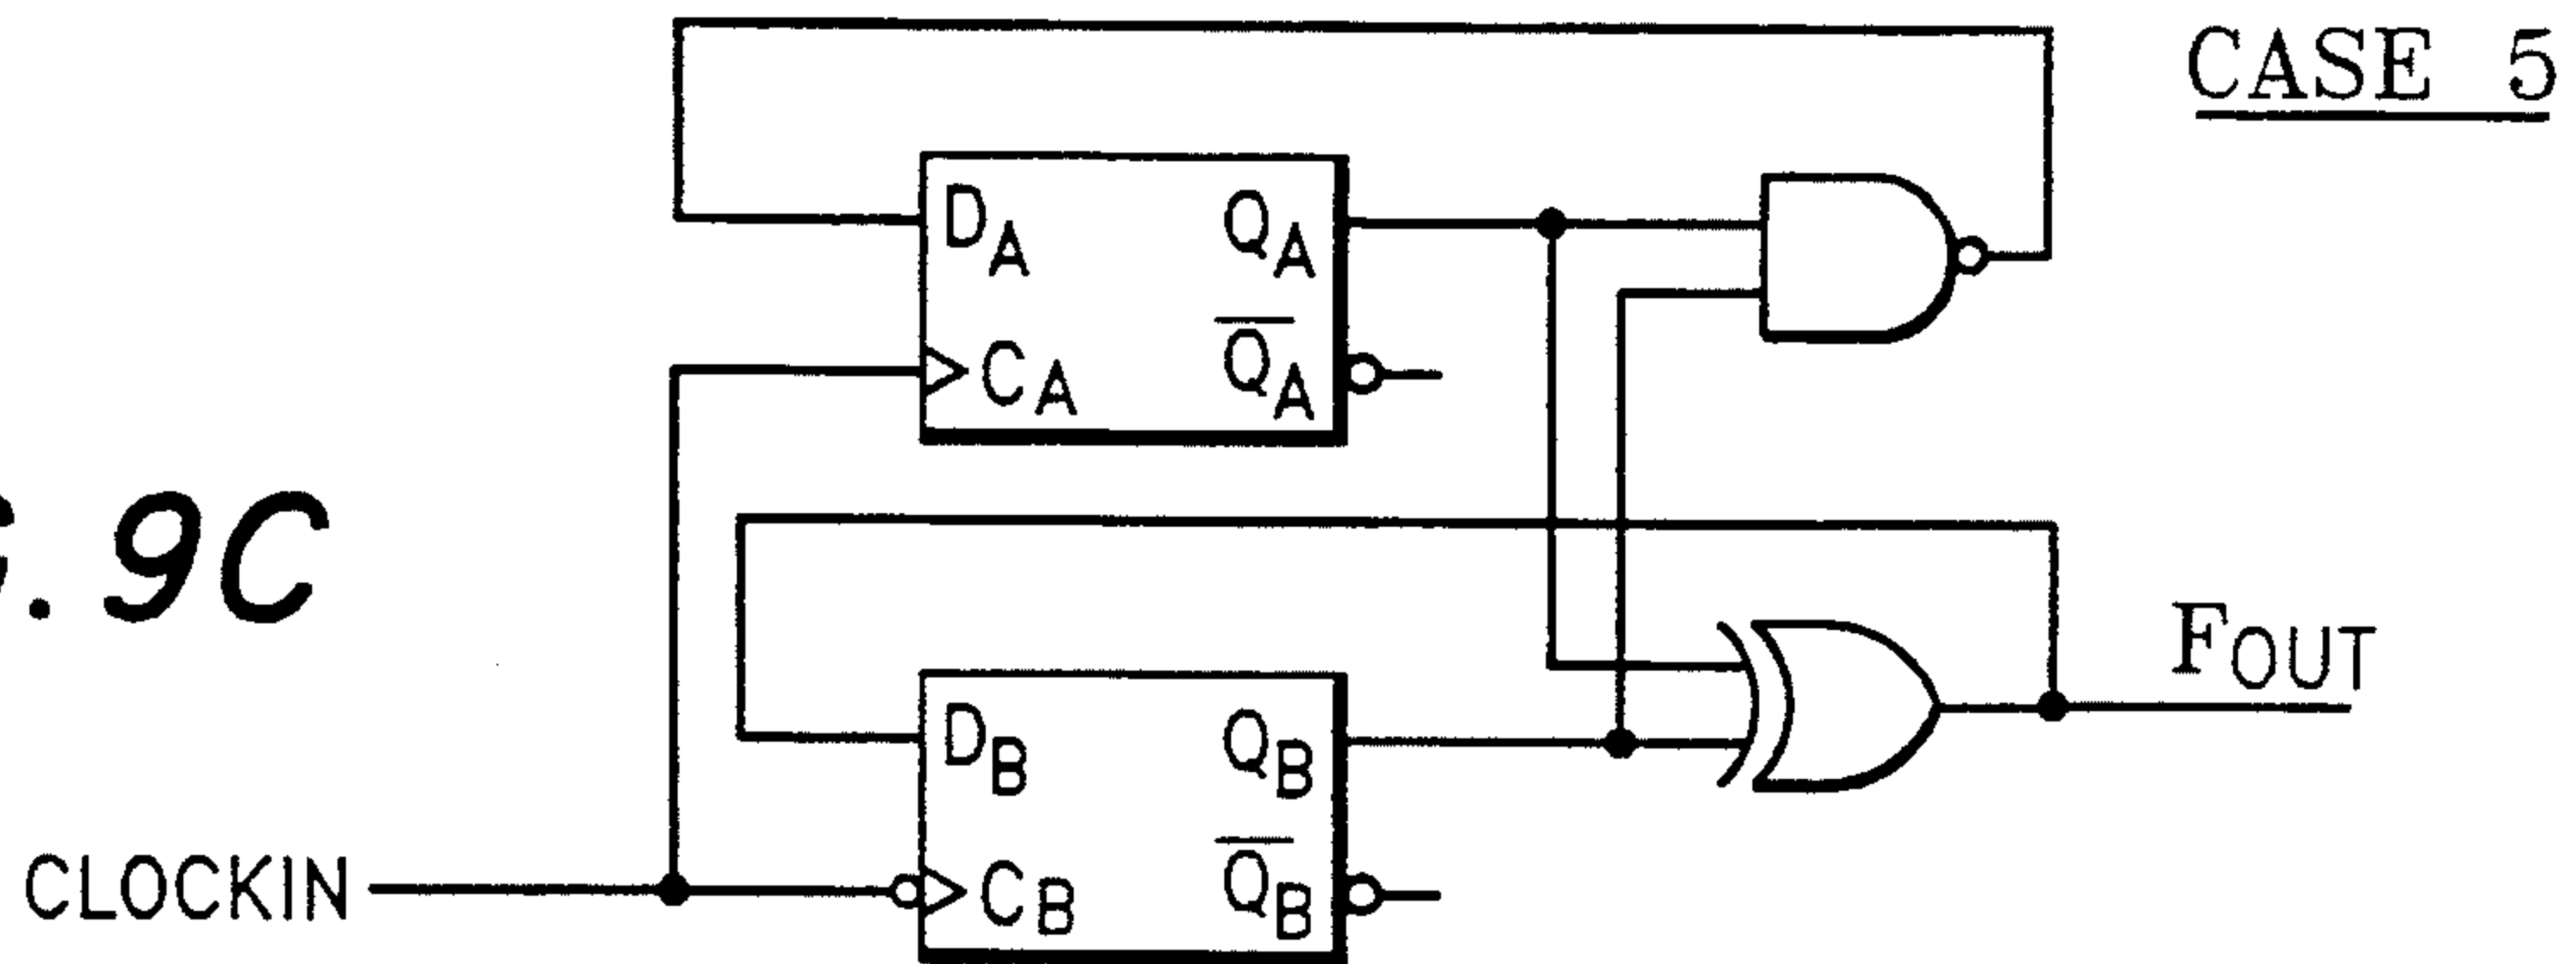 CASE 5
D_A Q_A
C_A Q̅_A
G. 9C
D_B Q_B
F_OUT
CLOCKIN
C_B Q̅_B